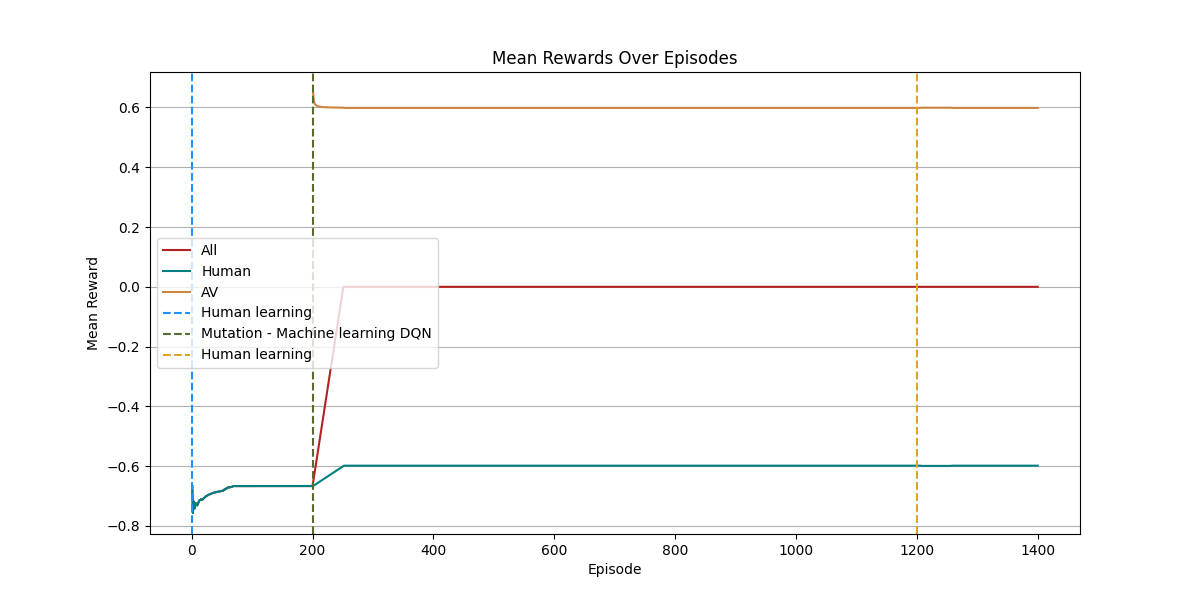 Mean Rewards Over Episodes
Mean Reward
0.6
0.4
0.2
0.0
−0.2
−0.4
−0.6
−0.8
All
Human
AV
Human learning
Mutation - Machine learning DQN
Human learning
0 200 400 600 800 1000 1200 1400
Episode